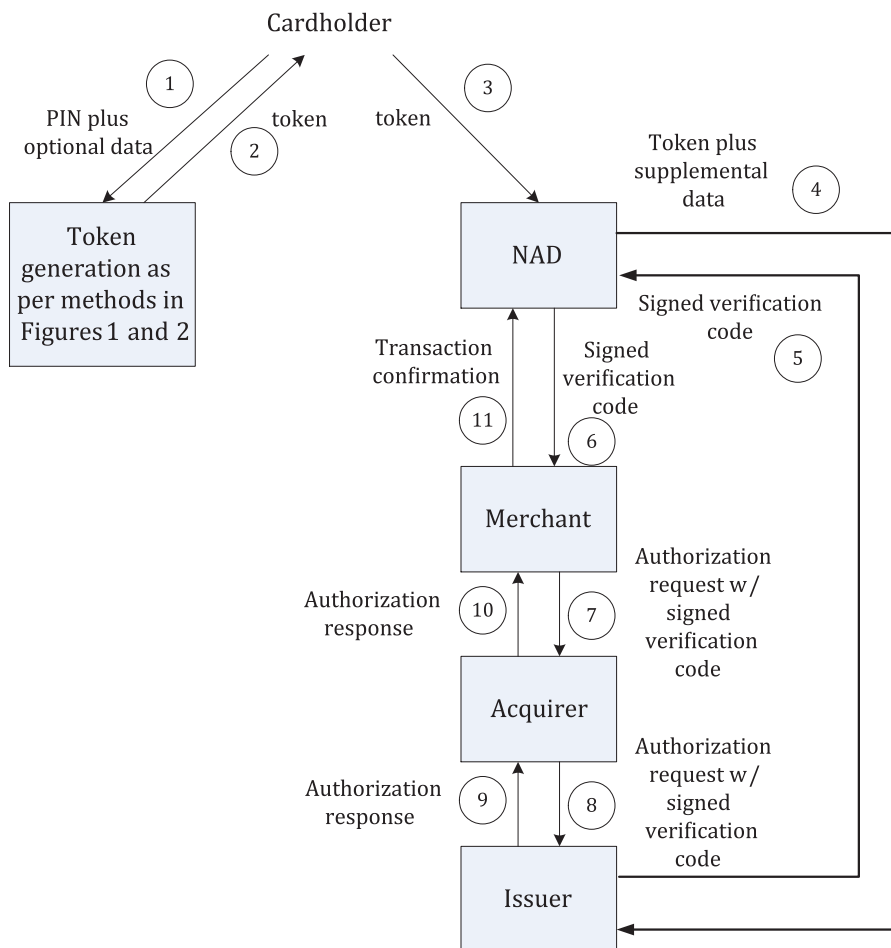 Cardholder
1
PIN plus
optional data
2
token
3
token
Token
generation as
per methods in
Figures 1 and 2
NAD
Token plus
supplemental
data
4
Signed verification
code
5
Transaction
confirmation
11
Signed
verification
code
6
Merchant
Authorization
response
10
7
Authorization
request w/
signed
verification
code
Acquirer
Authorization
response
9
8
Authorization
request w/
signed
verification
code
Issuer